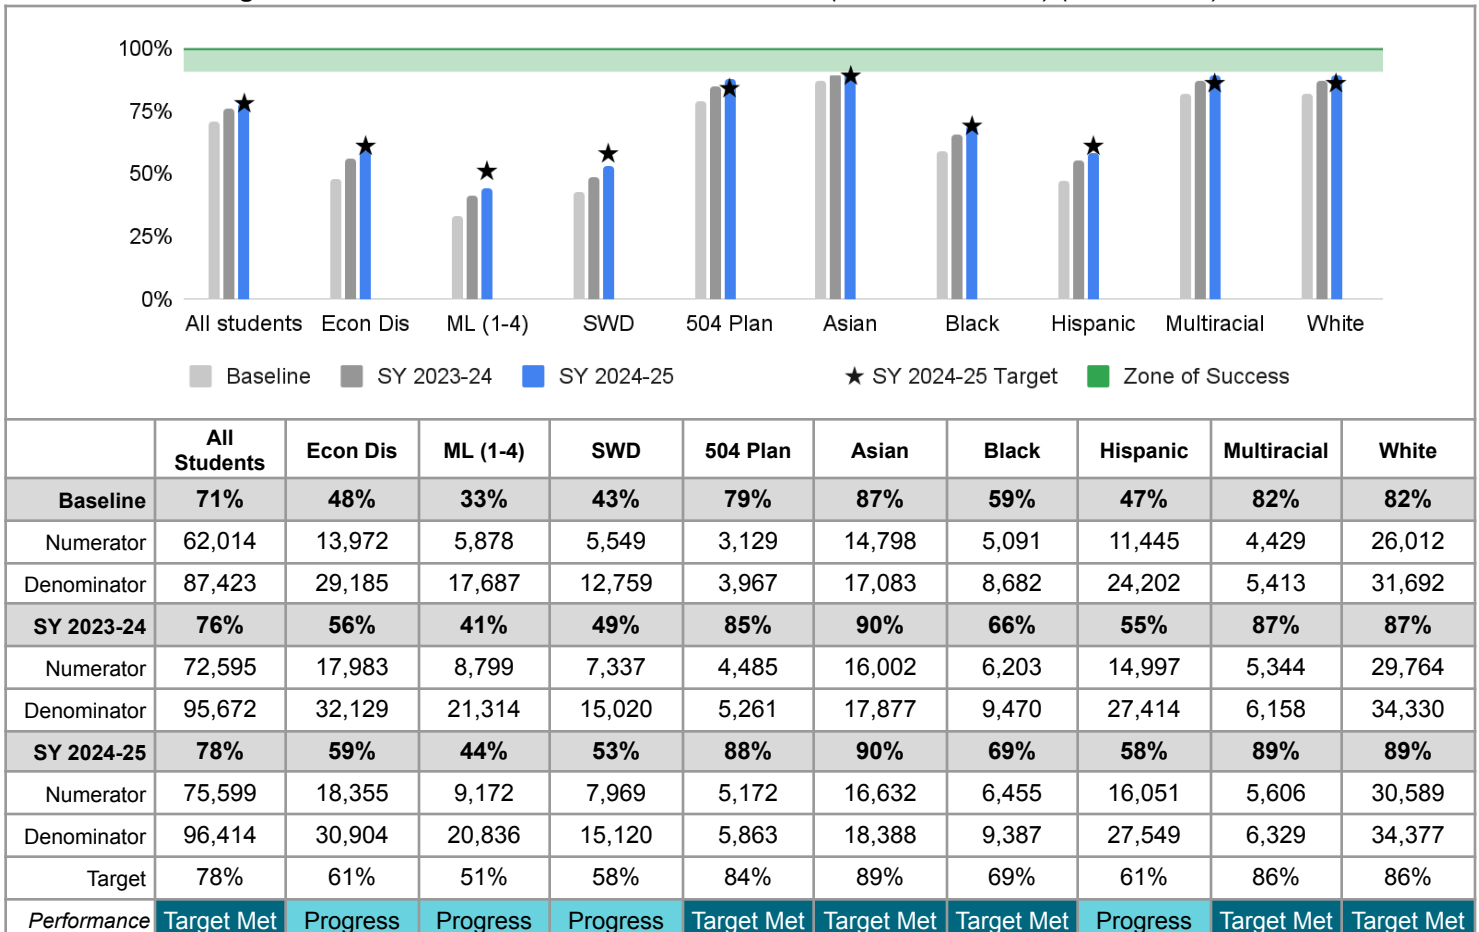 100%
75%
50%
25%
0%
All students Econ Dis ML (1-4) SWD 504 Plan Asian Black Hispanic Multiracial White
Baseline SY 2023-24 SY 2024-25 ★ SY 2024-25 Target Zone of Success
All Students Econ Dis ML (1-4) SWD 504 Plan Asian Black Hispanic Multiracial White
Baseline 71% 48% 33% 43% 79% 87% 59% 47% 82% 82%
Numerator 62,014 13,972 5,878 5,549 3,129 14,798 5,091 11,445 4,429 26,012
Denominator 87,423 29,185 17,687 12,759 3,967 17,083 8,682 24,202 5,413 31,692
SY 2023-24 76% 56% 41% 49% 85% 90% 66% 55% 87% 87%
Numerator 72,595 17,983 8,799 7,337 4,485 16,002 6,203 14,997 5,344 29,764
Denominator 95,672 32,129 21,314 15,020 5,261 17,877 9,470 27,414 6,158 34,330
SY 2024-25 78% 59% 44% 53% 88% 90% 69% 58% 89% 89%
Numerator 75,599 18,355 9,172 7,969 5,172 16,632 6,455 16,051 5,606 30,589
Denominator 96,414 30,904 20,836 15,120 5,863 18,388 9,387 27,549 6,329 34,377
Target 78% 61% 51% 58% 84% 89% 69% 61% 86% 86%
Performance Target Met Progress Progress Progress Target Met Target Met Target Met Progress Target Met Target Met